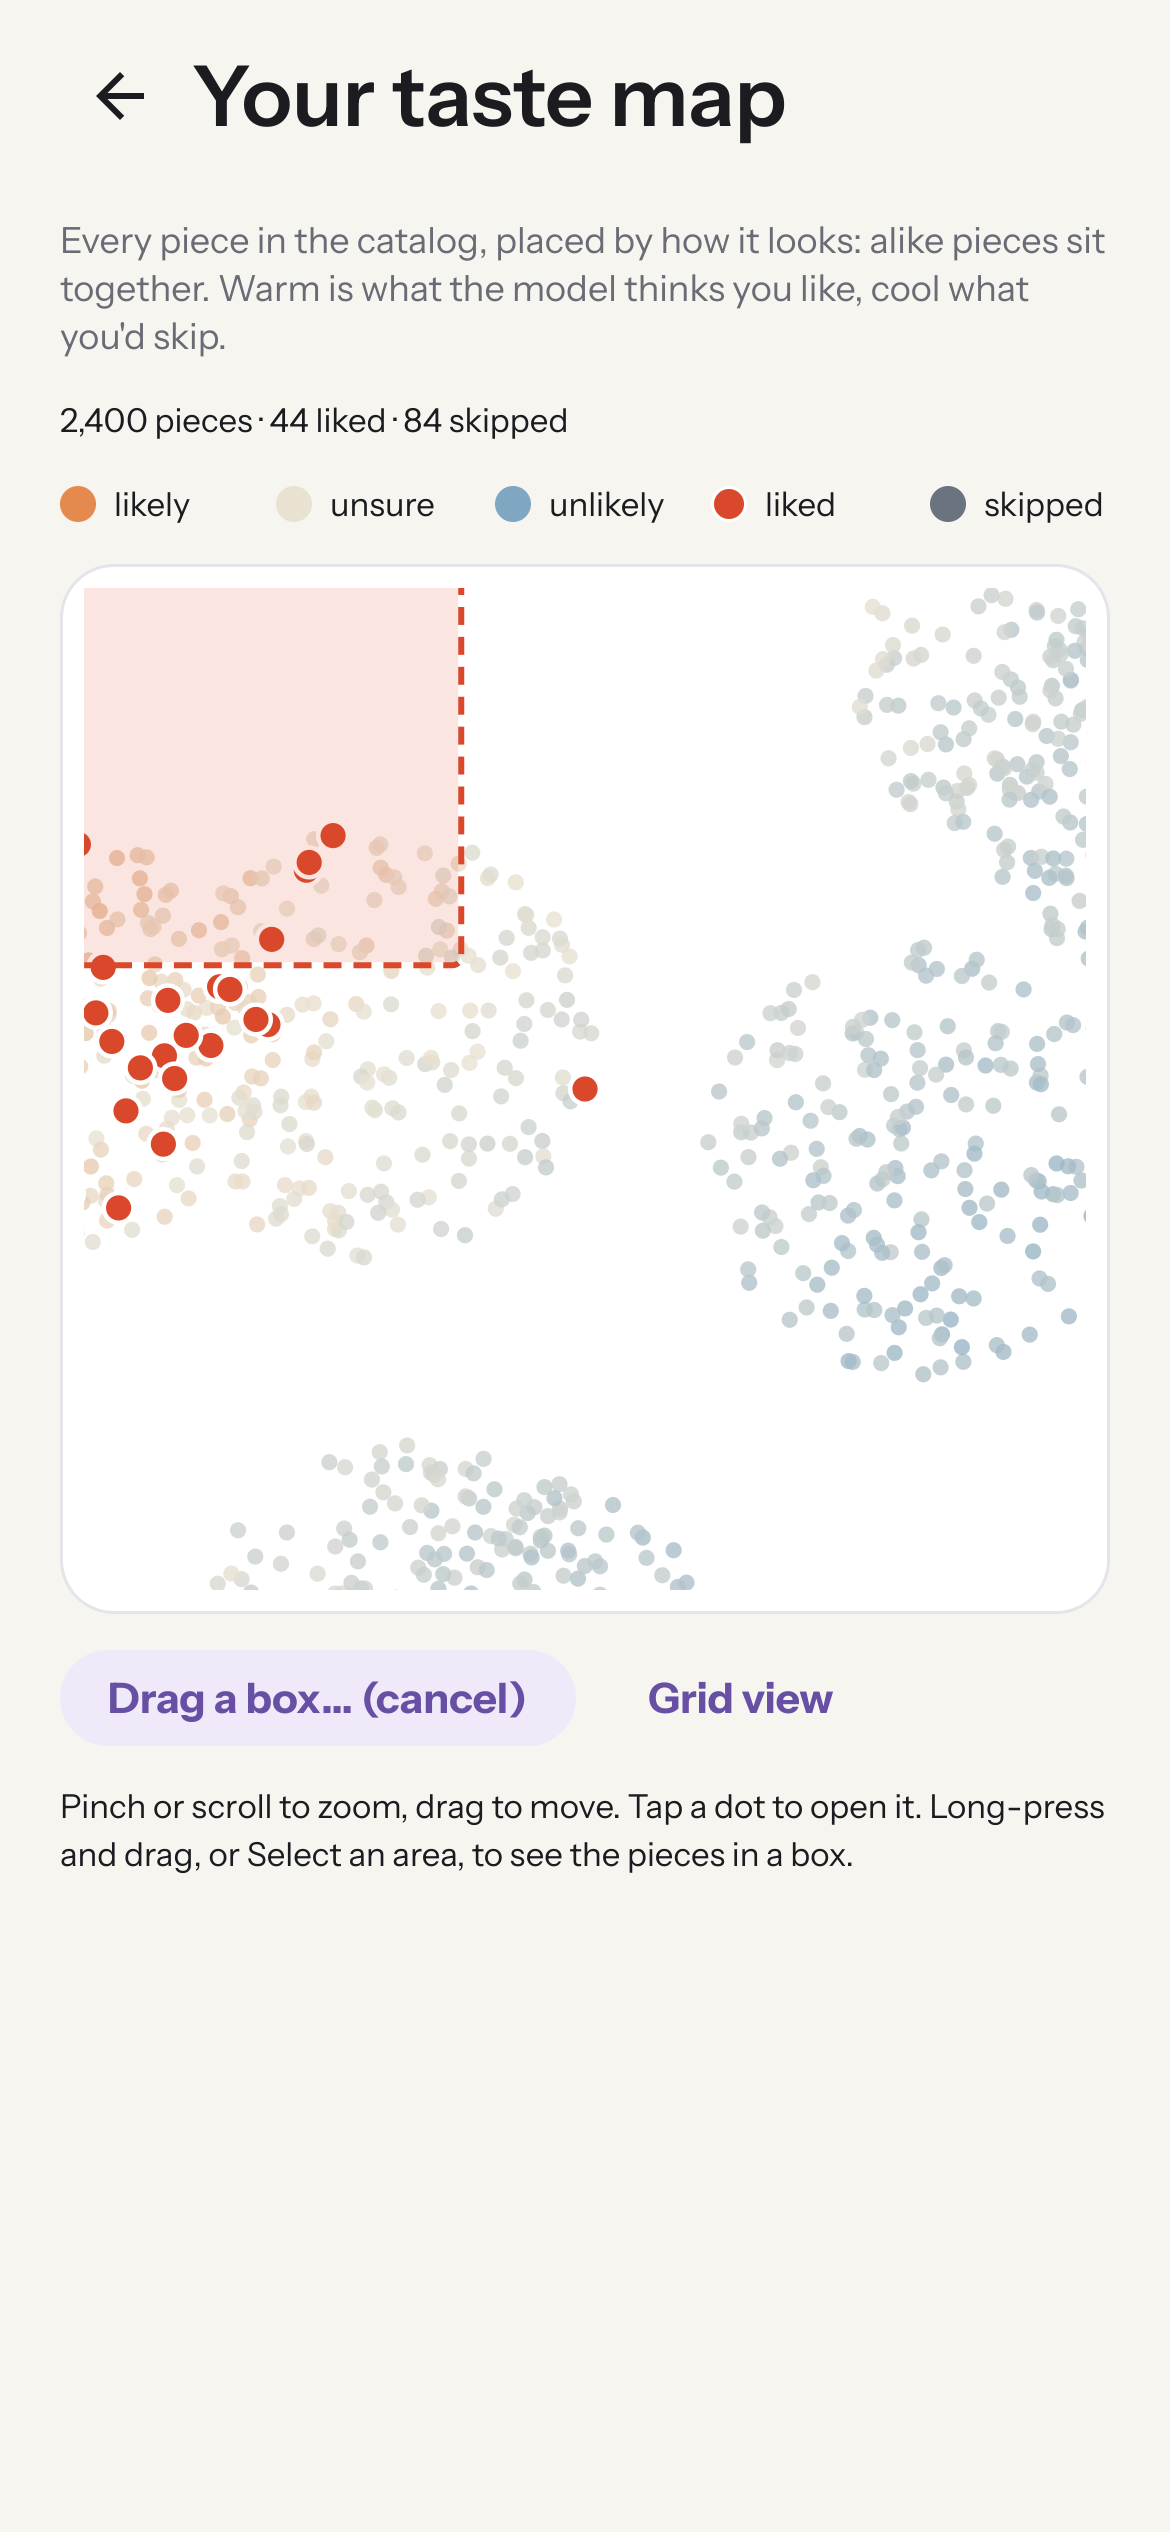 Your taste map
Every piece in the catalog, placed by how it looks: alike pieces sit
together. Warm is what the model thinks you like, cool what
you'd skip.
2,400 pieces · 44 liked · 84 skipped
likely unsure unlikely liked skipped
Drag a box... (cancel) Grid view
Pinch or scroll to zoom, drag to move. Tap a dot to open it. Long-press
and drag, or Select an area, to see the pieces in a box.